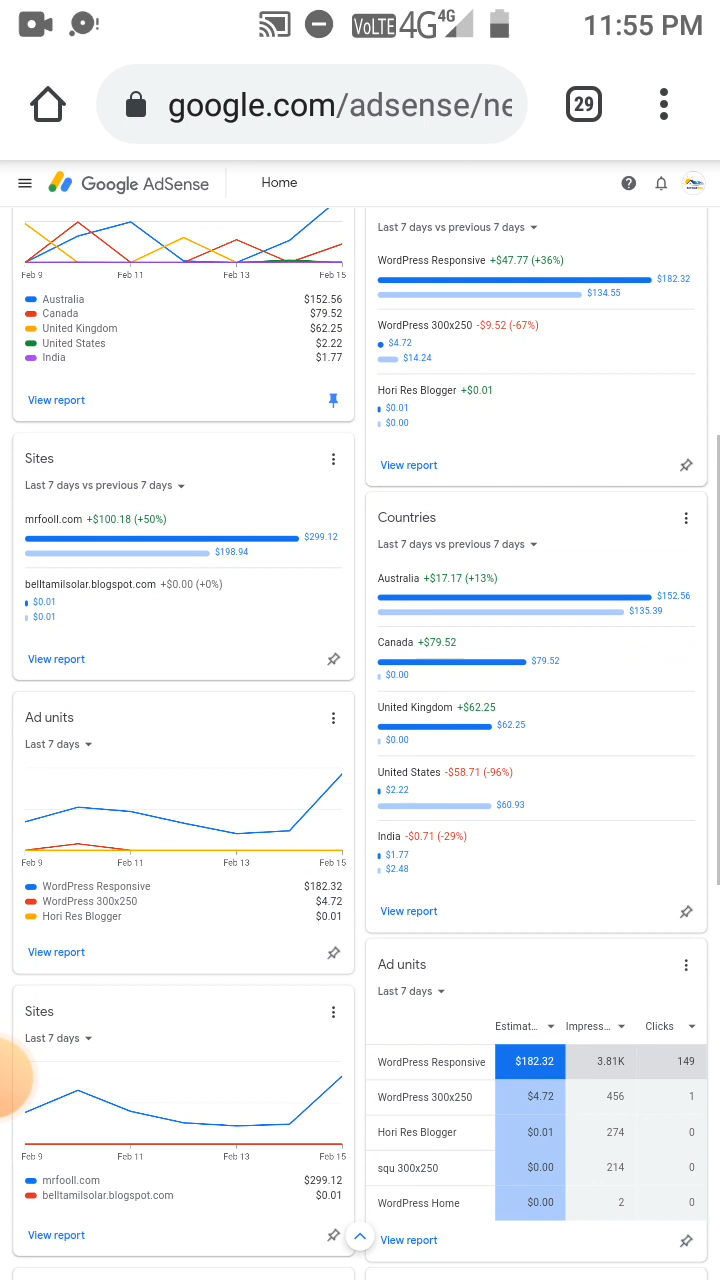 VoLTE 4G 4G 11:55 PM
google.com/adsense/ne
29
Google AdSense
Home
Feb 9 Feb 11 Feb 13 Feb 15
Australia $152.56
Canada $79.52
United Kingdom $62.25
United States $2.22
India $1.77
View report
Sites
Last 7 days vs previous 7 days
mrfooll.com +$100.18 (+50%)
$299.12
$198.94
belltamilsolar.blogspot.com +$0.00 (+0%)
$0.01
$0.01
View report
Ad units
Last 7 days
Feb 9 Feb 11 Feb 13 Feb 15
WordPress Responsive $182.32
WordPress 300x250 $4.72
Hori Res Blogger $0.01
View report
Sites
Last 7 days
Feb 9 Feb 11 Feb 13 Feb 15
mrfooll.com $299.12
belltamilsolar.blogspot.com $0.01
View report
Last 7 days vs previous 7 days
WordPress Responsive +$47.77 (+36%)
$182.32
$134.55
WordPress 300x250 -$9.52 (-67%)
$4.72
$14.24
Hori Res Blogger +$0.01
$0.01
$0.00
View report
Countries
Last 7 days vs previous 7 days
Australia +$17.17 (+13%)
$152.56
$135.39
Canada +$79.52
$79.52
$0.00
United Kingdom +$62.25
$62.25
$0.00
United States -$58.71 (-96%)
$2.22
$60.93
India -$0.71 (-29%)
$1.77
$2.48
View report
Ad units
Last 7 days
Estimat... Impress... Clicks
WordPress Responsive $182.32 3.81K 149
WordPress 300x250 $4.72 456 1
Hori Res Blogger $0.01 274 0
squ 300x250 $0.00 214 0
WordPress Home $0.00 2 0
View report